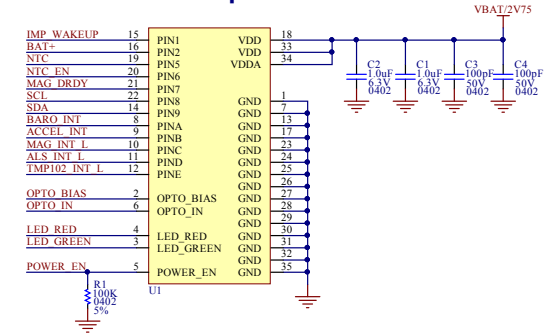 VBAT/2V75
IMP_WAKEUP 15 PIN1 VDD 18
BAT+ 16 PIN2 VDD 33
NTC 19 PIN5 VDDA 34
NTC_EN 20 PIN6
MAG_DRDY 21 PIN7
SCL 22 PIN8 GND 1
SDA 14 PIN9 GND 7
BARO_INT 8 PINA GND 13
ACCEL_INT 9 PINB GND 17
MAG_INT_L 10 PINC GND 23
ALS_INT_L 11 PIND GND 24
TMP102_INT_L 12 PINE GND 25
GND 26
OPTO_BIAS 2 OPTO_BIAS GND 27
OPTO_IN 6 OPTO_IN GND 28
GND 29
LED_RED 4 LED_RED GND 30
LED_GREEN 3 LED_GREEN GND 31
GND 32
POWER_EN 5 POWER_EN GND 35
U1
R1
100K
0402
5%
C2
1.0uF
6.3V
0402
C1
1.0uF
6.3V
0402
C3
100pF
50V
0402
C4
100pF
50V
0402